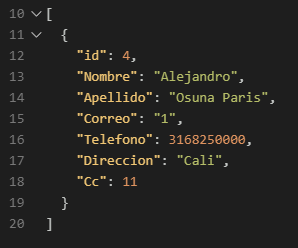 10 [
11 {
12 "id": 4,
13 "Nombre": "Alejandro",
14 "Apellido": "Osuna Paris",
15 "Correo": "1",
16 "Telefono": 3168250000,
17 "Direccion": "Cali",
18 "Cc": 11
19 }
20 ]